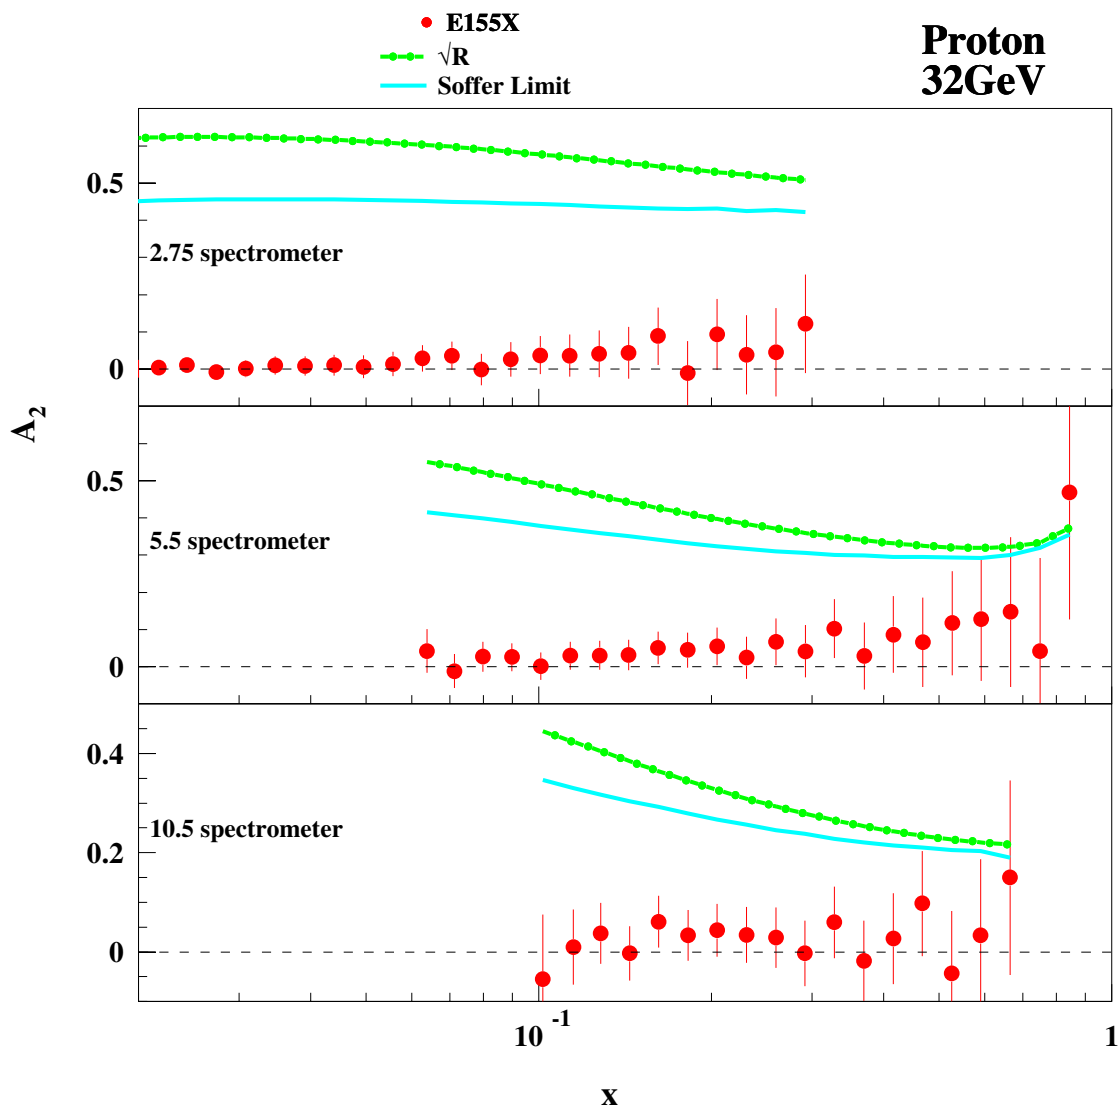 E155X
√R
Soffer Limit
Proton
32GeV
0.5
2.75 spectrometer
0
A2
0.5
5.5 spectrometer
0
0.4
10.5 spectrometer
0.2
0
10 -1
1
x